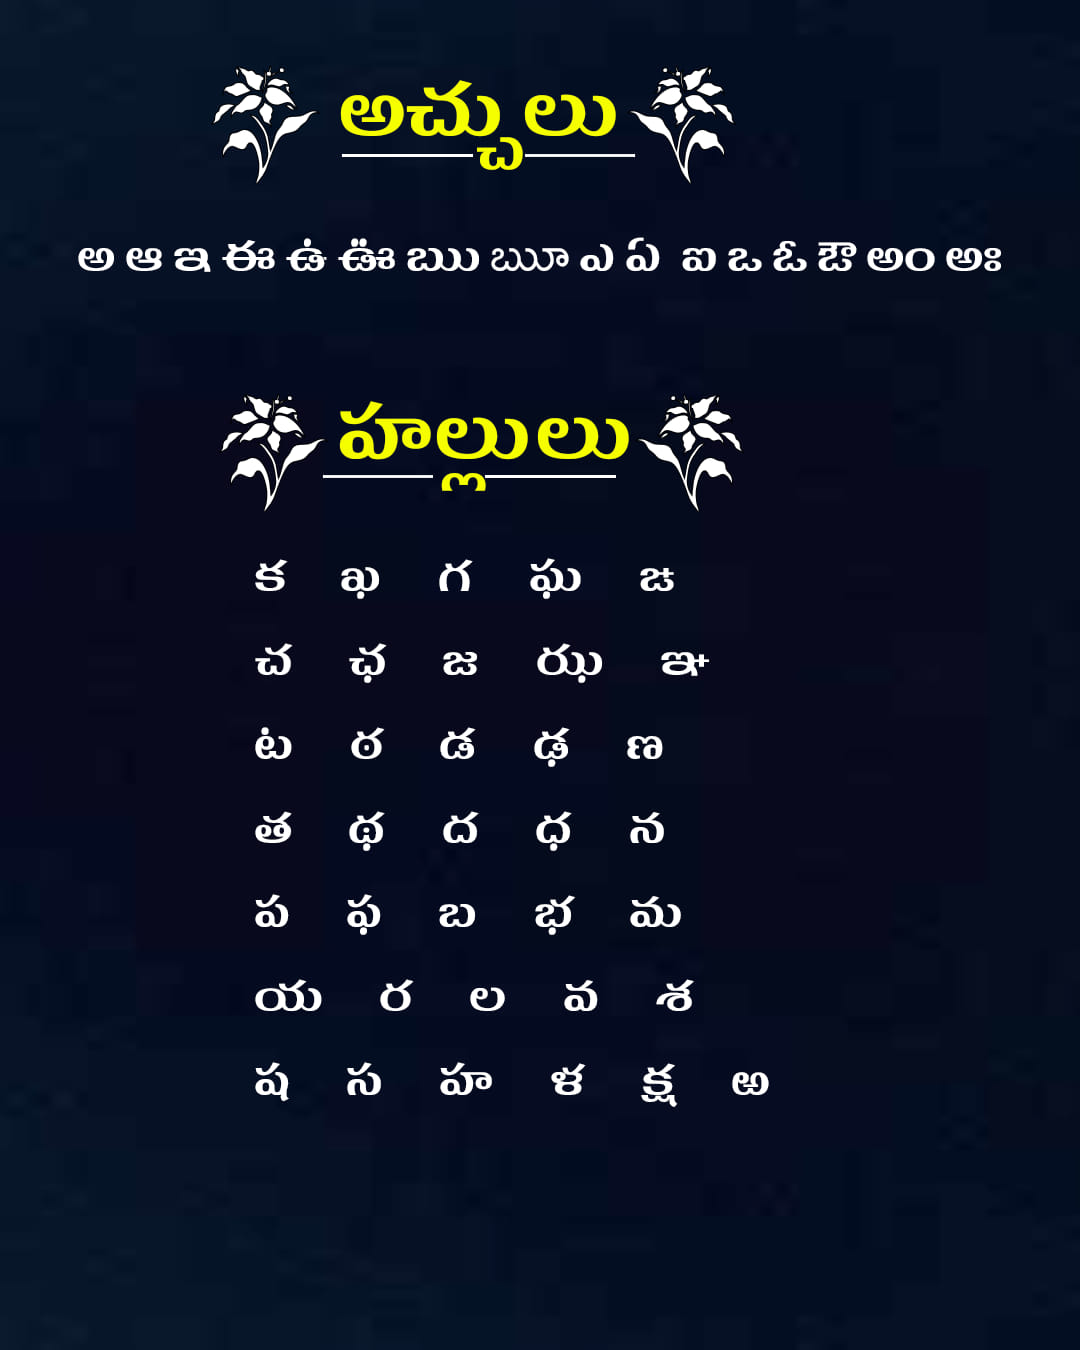 అచ్చులు
అ ఆ ఇ ఈ ఉ ఊ ఋ ౠ ఎ ఏ ఐ ఒ ఓ ఔ అం అః
హల్లులు
క ఖ గ ఘ ఙ
చ ఛ జ ఝ ఞ
ట ఠ డ ఢ ణ
త థ ద ధ న
ప ఫ బ భ మ
య ర ల వ శ
ష స హ ళ క్ష ఱ